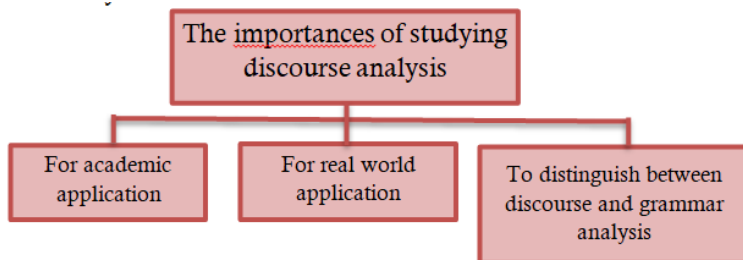 The importances of studying
discourse analysis
For academic
application
For real world
application
To distinguish between
discourse and grammar
analysis